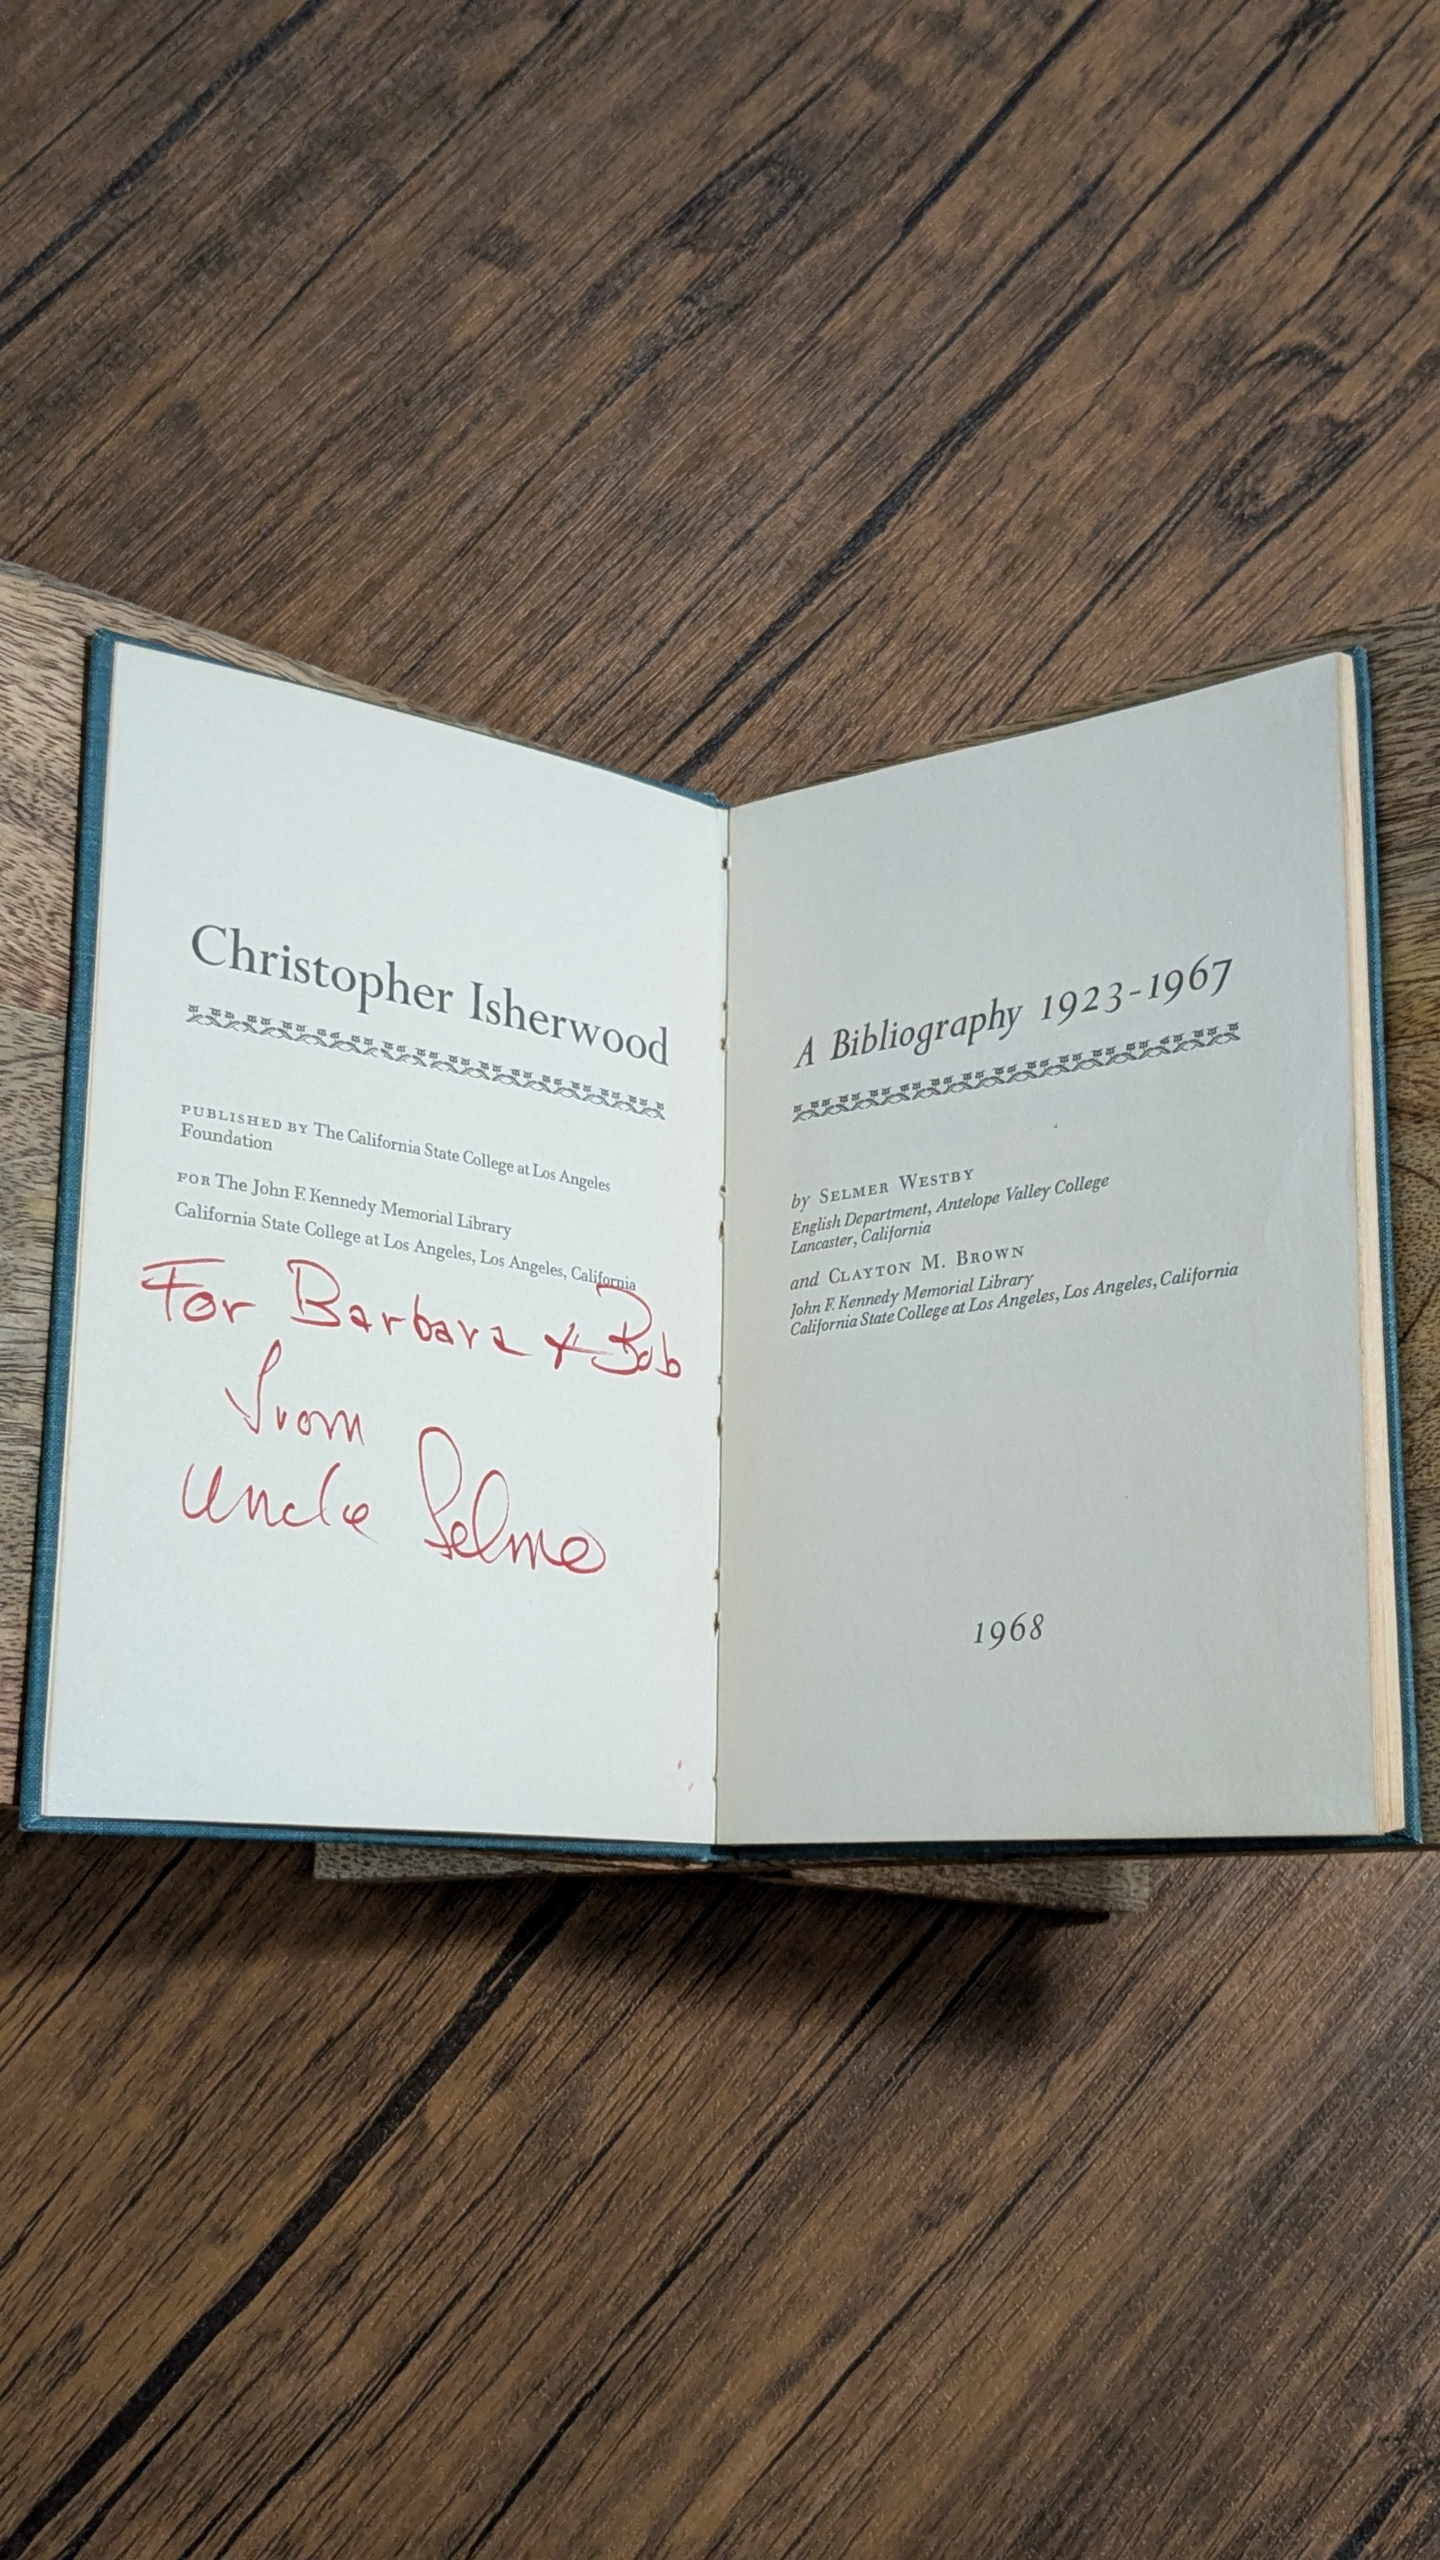 Christopher Isherwood
PUBLISHED BY The California State College at Los Angeles
Foundation
FOR The John F. Kennedy Memorial Library
California State College at Los Angeles, Los Angeles, California
For Barbara & Bob
from
Uncle Selme
A Bibliography 1923-1967
by SELMER WESTBY
English Department, Antelope Valley College
Lancaster, California
and CLAYTON M. BROWN
John F. Kennedy Memorial Library
California State College at Los Angeles, Los Angeles, California
1968